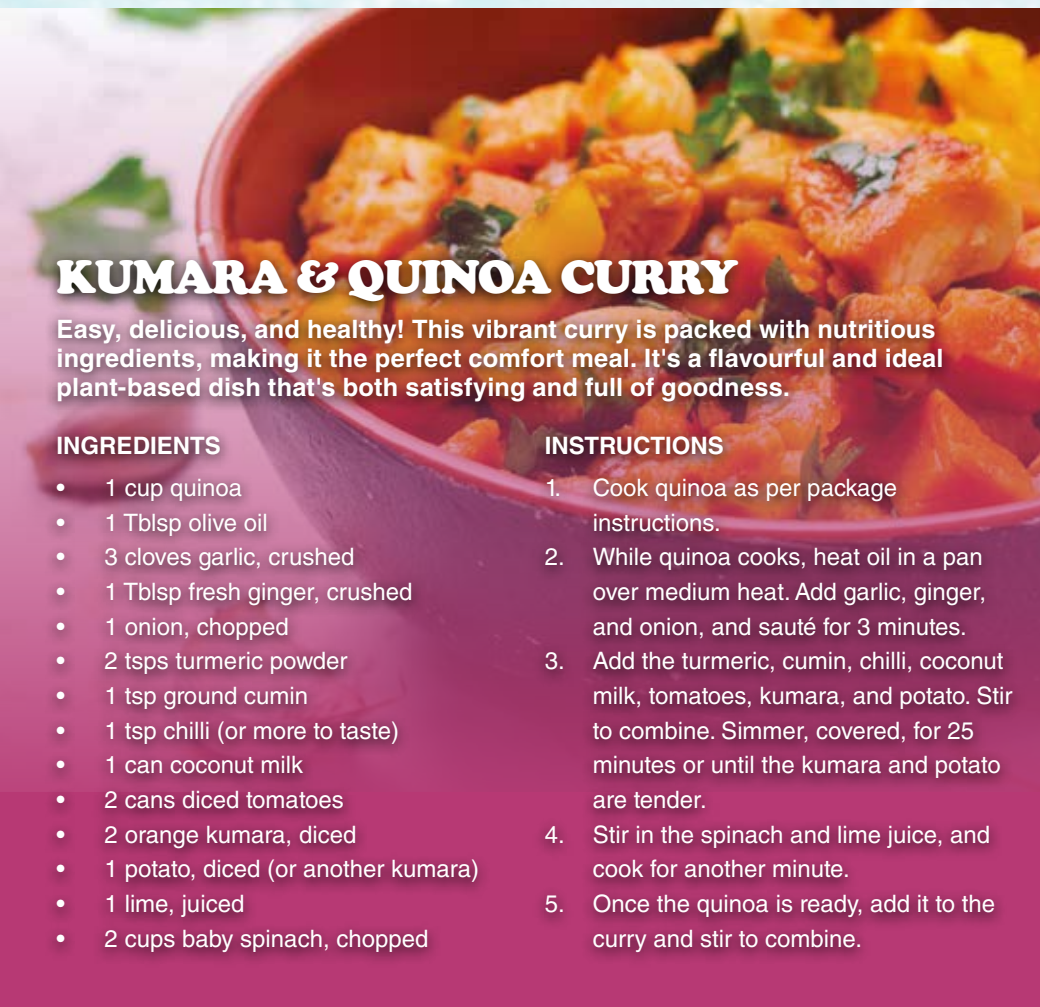 KUMARA & QUINOA CURRY
Easy, delicious, and healthy! This vibrant curry is packed with nutritious
ingredients, making it the perfect comfort meal. It's a flavourful and ideal
plant-based dish that's both satisfying and full of goodness.
INGREDIENTS
• 1 cup quinoa
• 1 Tblsp olive oil
• 3 cloves garlic, crushed
• 1 Tblsp fresh ginger, crushed
• 1 onion, chopped
• 2 tsps turmeric powder
• 1 tsp ground cumin
• 1 tsp chilli (or more to taste)
• 1 can coconut milk
• 2 cans diced tomatoes
• 2 orange kumara, diced
• 1 potato, diced (or another kumara)
• 1 lime, juiced
• 2 cups baby spinach, chopped
INSTRUCTIONS
1. Cook quinoa as per package
instructions.
2. While quinoa cooks, heat oil in a pan
over medium heat. Add garlic, ginger,
and onion, and sauté for 3 minutes.
3. Add the turmeric, cumin, chilli, coconut
milk, tomatoes, kumara, and potato. Stir
to combine. Simmer, covered, for 25
minutes or until the kumara and potato
are tender.
4. Stir in the spinach and lime juice, and
cook for another minute.
5. Once the quinoa is ready, add it to the
curry and stir to combine.